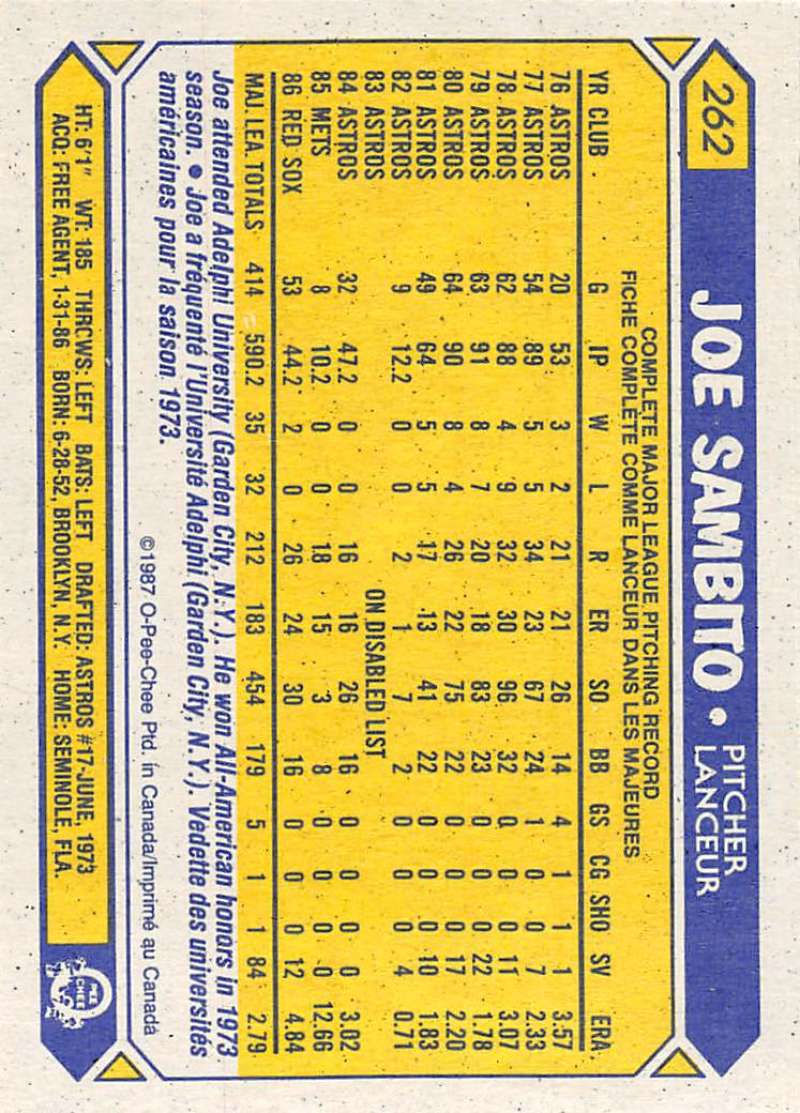 262 JOE SAMBITO • PITCHER
LANCEUR
COMPLETE MAJOR LEAGUE PITCHING RECORD
FICHE COMPLÈTE COMME LANCEUR DANS LES MAJEURES
YR CLUB G IP W L R ER SO BB GS CG SHO SV ERA
76 ASTROS 20 53 3 2 21 21 26 14 4 1 1 1 3.57
77 ASTROS 54 89 5 5 34 23 67 24 1 0 0 7 2.33
78 ASTROS 62 88 4 9 32 30 96 32 0 0 0 11 3.07
79 ASTROS 63 91 8 7 20 18 83 23 0 0 0 22 1.78
80 ASTROS 64 90 8 4 26 22 75 22 0 0 0 17 2.20
81 ASTROS 49 64 5 5 17 13 41 22 0 0 0 10 1.83
82 ASTROS 9 12.2 0 0 2 1 7 2 0 0 0 4 0.71
83 ASTROS ON DISABLED LIST
84 ASTROS 32 47.2 0 0 16 16 26 16 0 0 0 0 3.02
85 METS 8 10.2 0 0 18 15 3 8 0 0 0 0 12.66
86 RED SOX 53 44.2 2 0 26 24 30 16 0 0 0 12 4.84
MAJ. LEA. TOTALS 414 590.2 35 32 212 183 454 179 5 1 1 84 2.79
Joe attended Adelphi University (Garden City, N.Y.). He won All-American honors in 1973
season. • Joe a fréquenté l'Université Adelphi (Garden City, N.Y.). Vedette des universités
américaines pour la saison 1973.
©1987 O-Pee-Chee Ptd. in Canada/Imprimé au Canada
HT: 6'1" WT: 185 THROWS: LEFT BATS: LEFT DRAFTED: ASTROS #17-JUNE, 1973
ACQ: FREE AGENT, 1-31-86 BORN: 6-28-52, BROOKLYN, N.Y. HOME: SEMINOLE, FLA.
O
PEE
CHEE